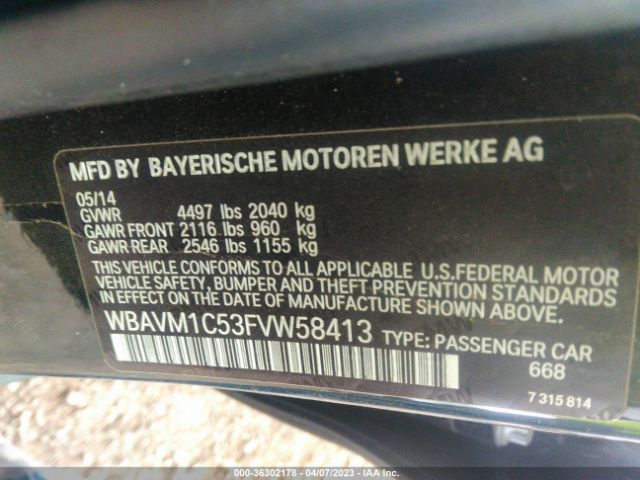 MFD BY BAYERISCHE MOTOREN WERKE AG
05/14
GVWR 4497 lbs 2040 kg
GAWR FRONT 2116 lbs 960 kg
GAWR REAR 2546 lbs 1155 kg
THIS VEHICLE CONFORMS TO ALL APPLICABLE U.S.FEDERAL MOTOR
VEHICLE SAFETY, BUMPER AND THEFT PREVENTION STANDARDS
IN EFFECT ON THE DATE OF MANUFACTURE SHOWN ABOVE.
WBAVM1C53FVW58413 TYPE: PASSENGER CAR
668
7 315 814
000-36302178 - 04/07/2023 - IAA Inc.